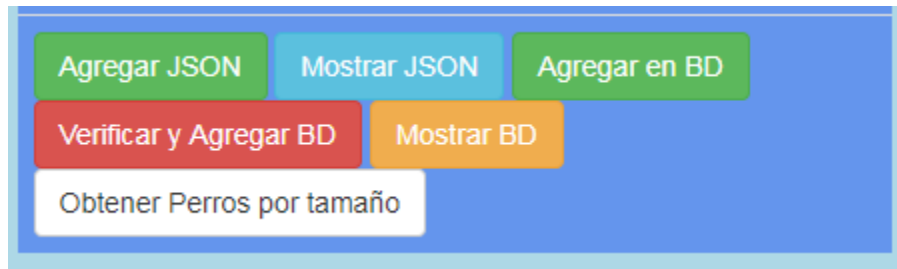 Agregar JSON Mostrar JSON Agregar en BD
Verificar y Agregar BD Mostrar BD
Obtener Perros por tamaño